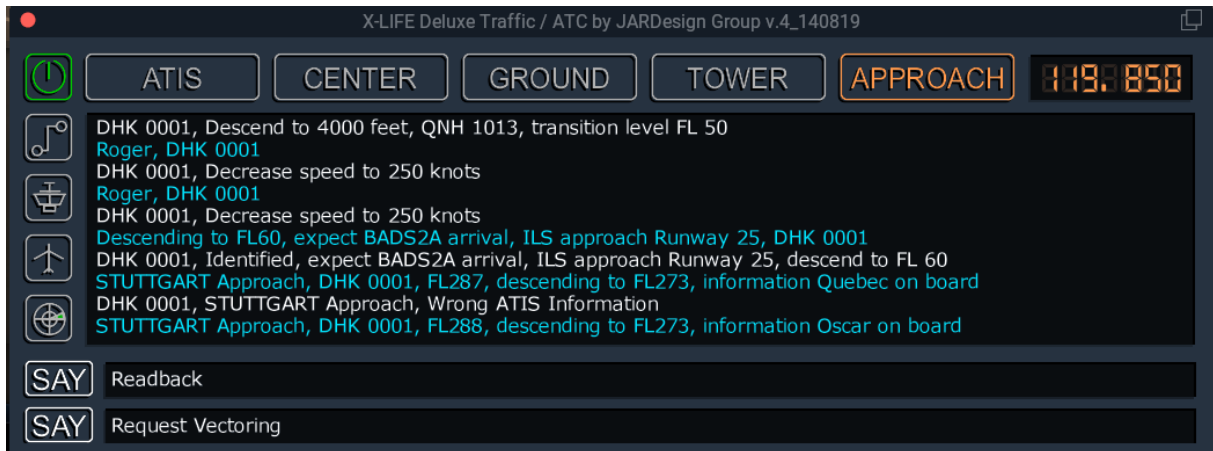 X-LIFE Deluxe Traffic / ATC by JARDesign Group v.4_140819
ATIS CENTER GROUND TOWER APPROACH 119.850
DHK 0001, Descend to 4000 feet, QNH 1013, transition level FL 50
Roger, DHK 0001
DHK 0001, Decrease speed to 250 knots
Roger, DHK 0001
DHK 0001, Decrease speed to 250 knots
Descending to FL60, expect BADS2A arrival, ILS approach Runway 25, DHK 0001
DHK 0001, Identified, expect BADS2A arrival, ILS approach Runway 25, descend to FL 60
STUTTGART Approach, DHK 0001, FL287, descending to FL273, information Quebec on board
DHK 0001, STUTTGART Approach, Wrong ATIS Information
STUTTGART Approach, DHK 0001, FL288, descending to FL273, information Oscar on board
SAY Readback
SAY Request Vectoring